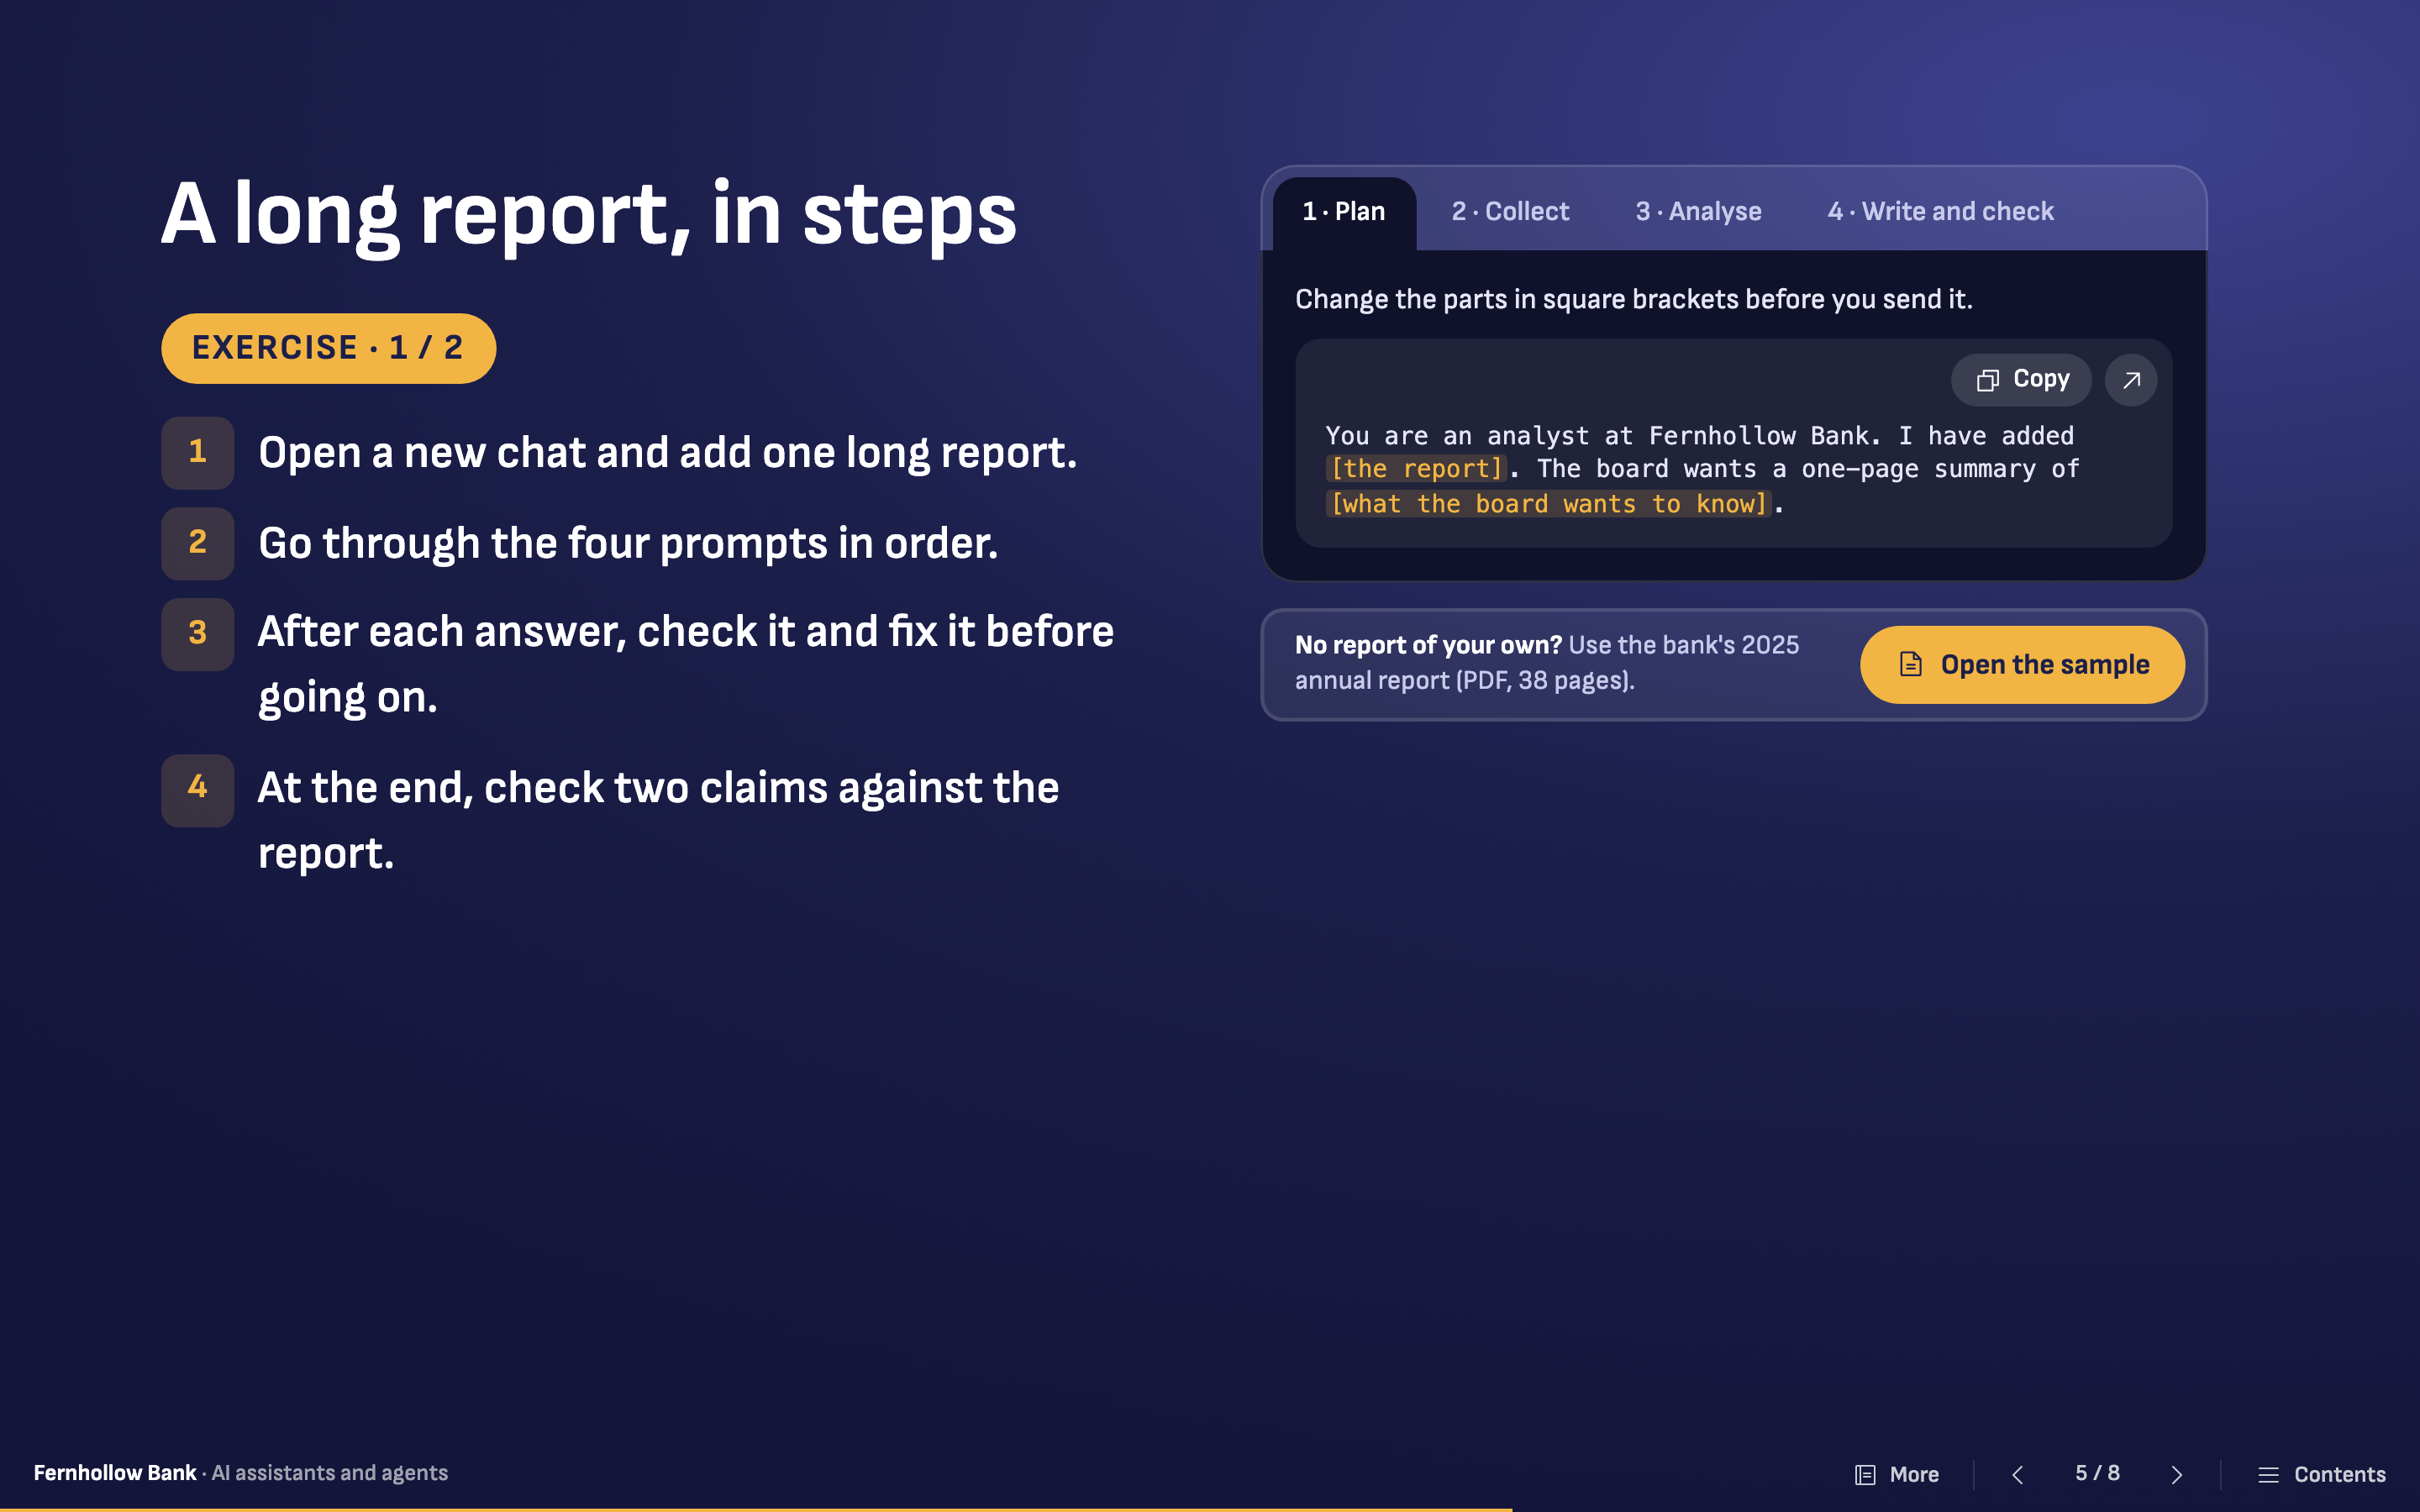 A long report, in steps
EXERCISE · 1 / 2
1 Open a new chat and add one long report.
2 Go through the four prompts in order.
3 After each answer, check it and fix it before
going on.
4 At the end, check two claims against the
report.
1 · Plan 2 · Collect 3 · Analyse 4 · Write and check
Change the parts in square brackets before you send it.
Copy
You are an analyst at Fernhollow Bank. I have added
[the report]. The board wants a one-page summary of
[what the board wants to know].
No report of your own? Use the bank's 2025
annual report (PDF, 38 pages).
Open the sample
Fernhollow Bank · AI assistants and agents
More 5 / 8 Contents